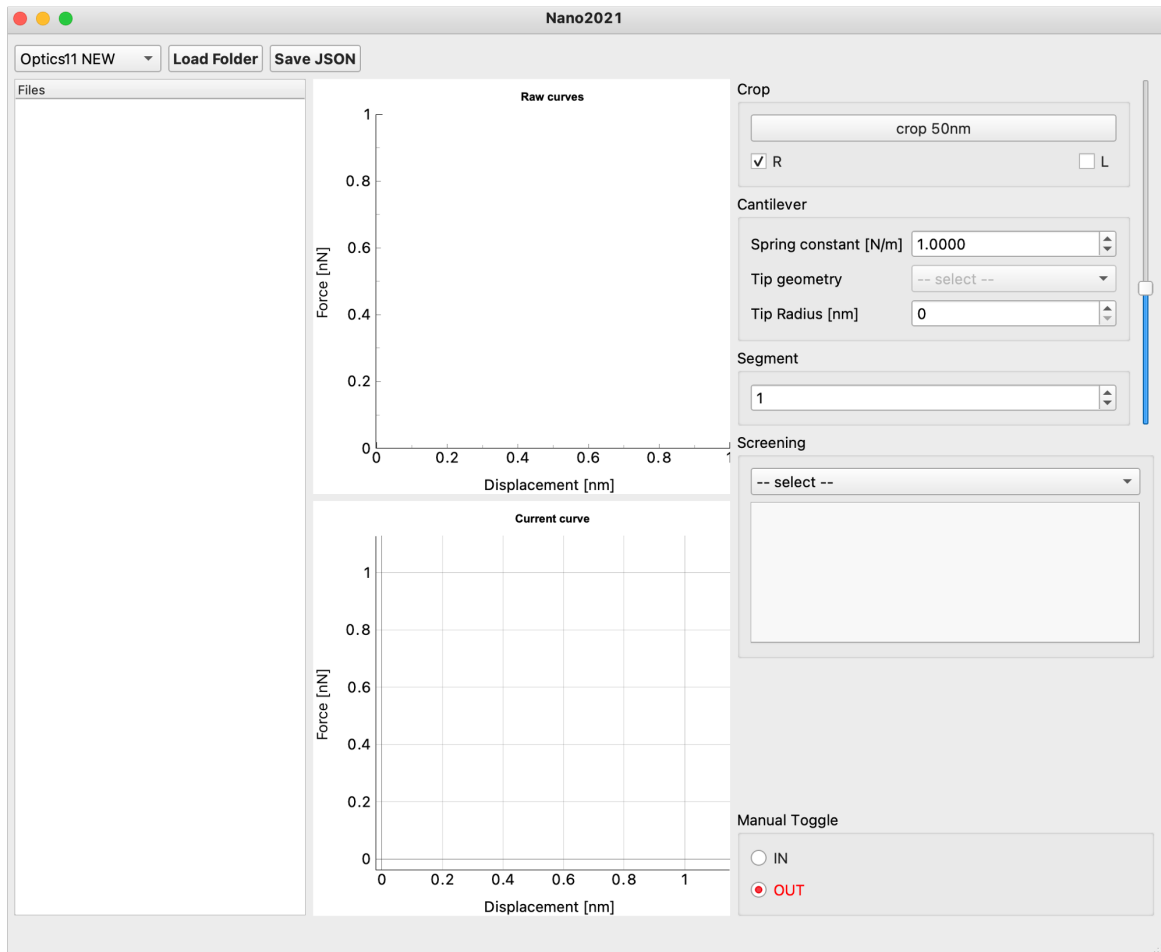 Nano2021
Optics11 NEW
Load Folder
Save JSON
Files
Raw curves
1
0.8
0.6
0.4
0.2
0
Force [nN]
0 0.2 0.4 0.6 0.8 1
Displacement [nm]
Current curve
1
0.8
0.6
0.4
0.2
0
Force [nN]
0 0.2 0.4 0.6 0.8 1
Displacement [nm]
Crop
crop 50nm
R
L
Cantilever
Spring constant [N/m] 1.0000
Tip geometry -- select --
Tip Radius [nm] 0
Segment
1
Screening
-- select --
Manual Toggle
IN
OUT